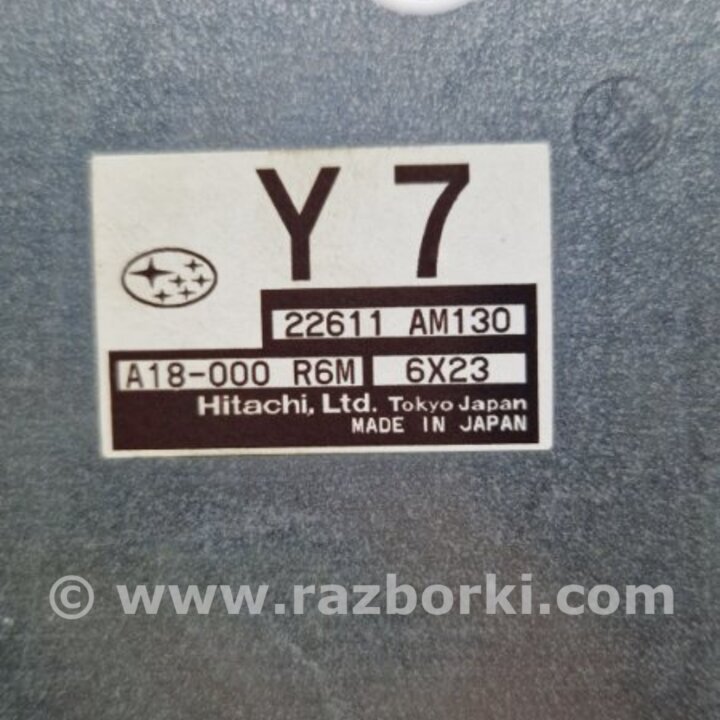 Y 7
22611 AM130
A18-000 R6M 6X23
Hitachi, Ltd. Tokyo Japan
MADE IN JAPAN
© www.razborki.com